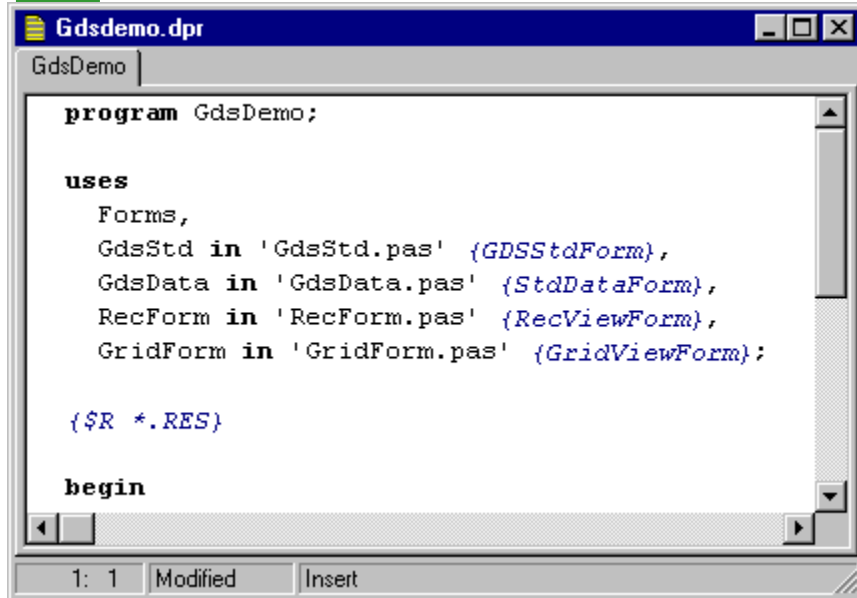 Gdsdemo.dpr
GdsDemo
program GdsDemo;
uses
Forms,
GdsStd in 'GdsStd.pas' {GDSStdForm},
GdsData in 'GdsData.pas' {StdDataForm},
RecForm in 'RecForm.pas' {RecViewForm},
GridForm in 'GridForm.pas' {GridViewForm};
{$R *.RES}
begin
1: 1 Modified Insert